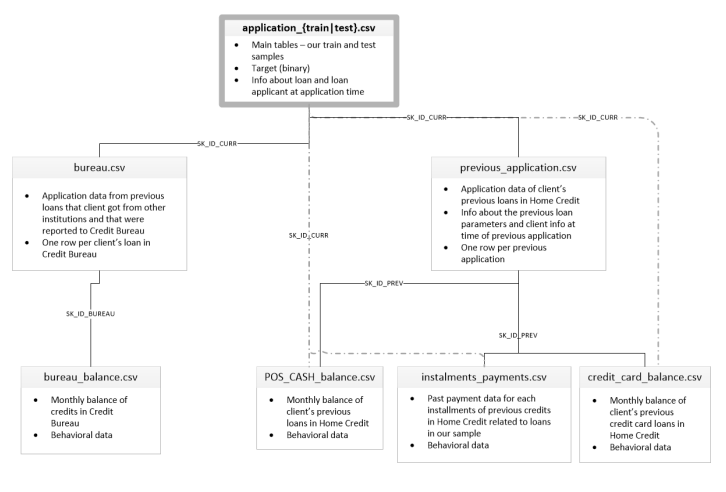 application_{train|test}.csv
• Main tables – our train and test
samples
• Target (binary)
• Info about loan and loan
applicant at application time
SK_ID_CURR
SK_ID_CURR
SK_ID_CURR
bureau.csv
• Application data from previous
loans that client got from other
institutions and that were
reported to Credit Bureau
• One row per client's loan in
Credit Bureau
previous_application.csv
• Application data of client's
previous loans in Home Credit
• Info about the previous loan
parameters and client info at
time of previous application
• One row per previous
application
SK_ID_CURR
SK_ID_PREV
SK_ID_BUREAU
SK_ID_PREV
bureau_balance.csv
• Monthly balance of
credits in Credit
Bureau
• Behavioral data
POS_CASH_balance.csv
• Monthly balance of
client's previous
loans in Home Credit
• Behavioral data
instalments_payments.csv
• Past payment data for each
installments of previous credits
in Home Credit related to loans
in our sample
• Behavioral data
credit_card_balance.csv
• Monthly balance of
client's previous
credit card loans in
Home Credit
• Behavioral data